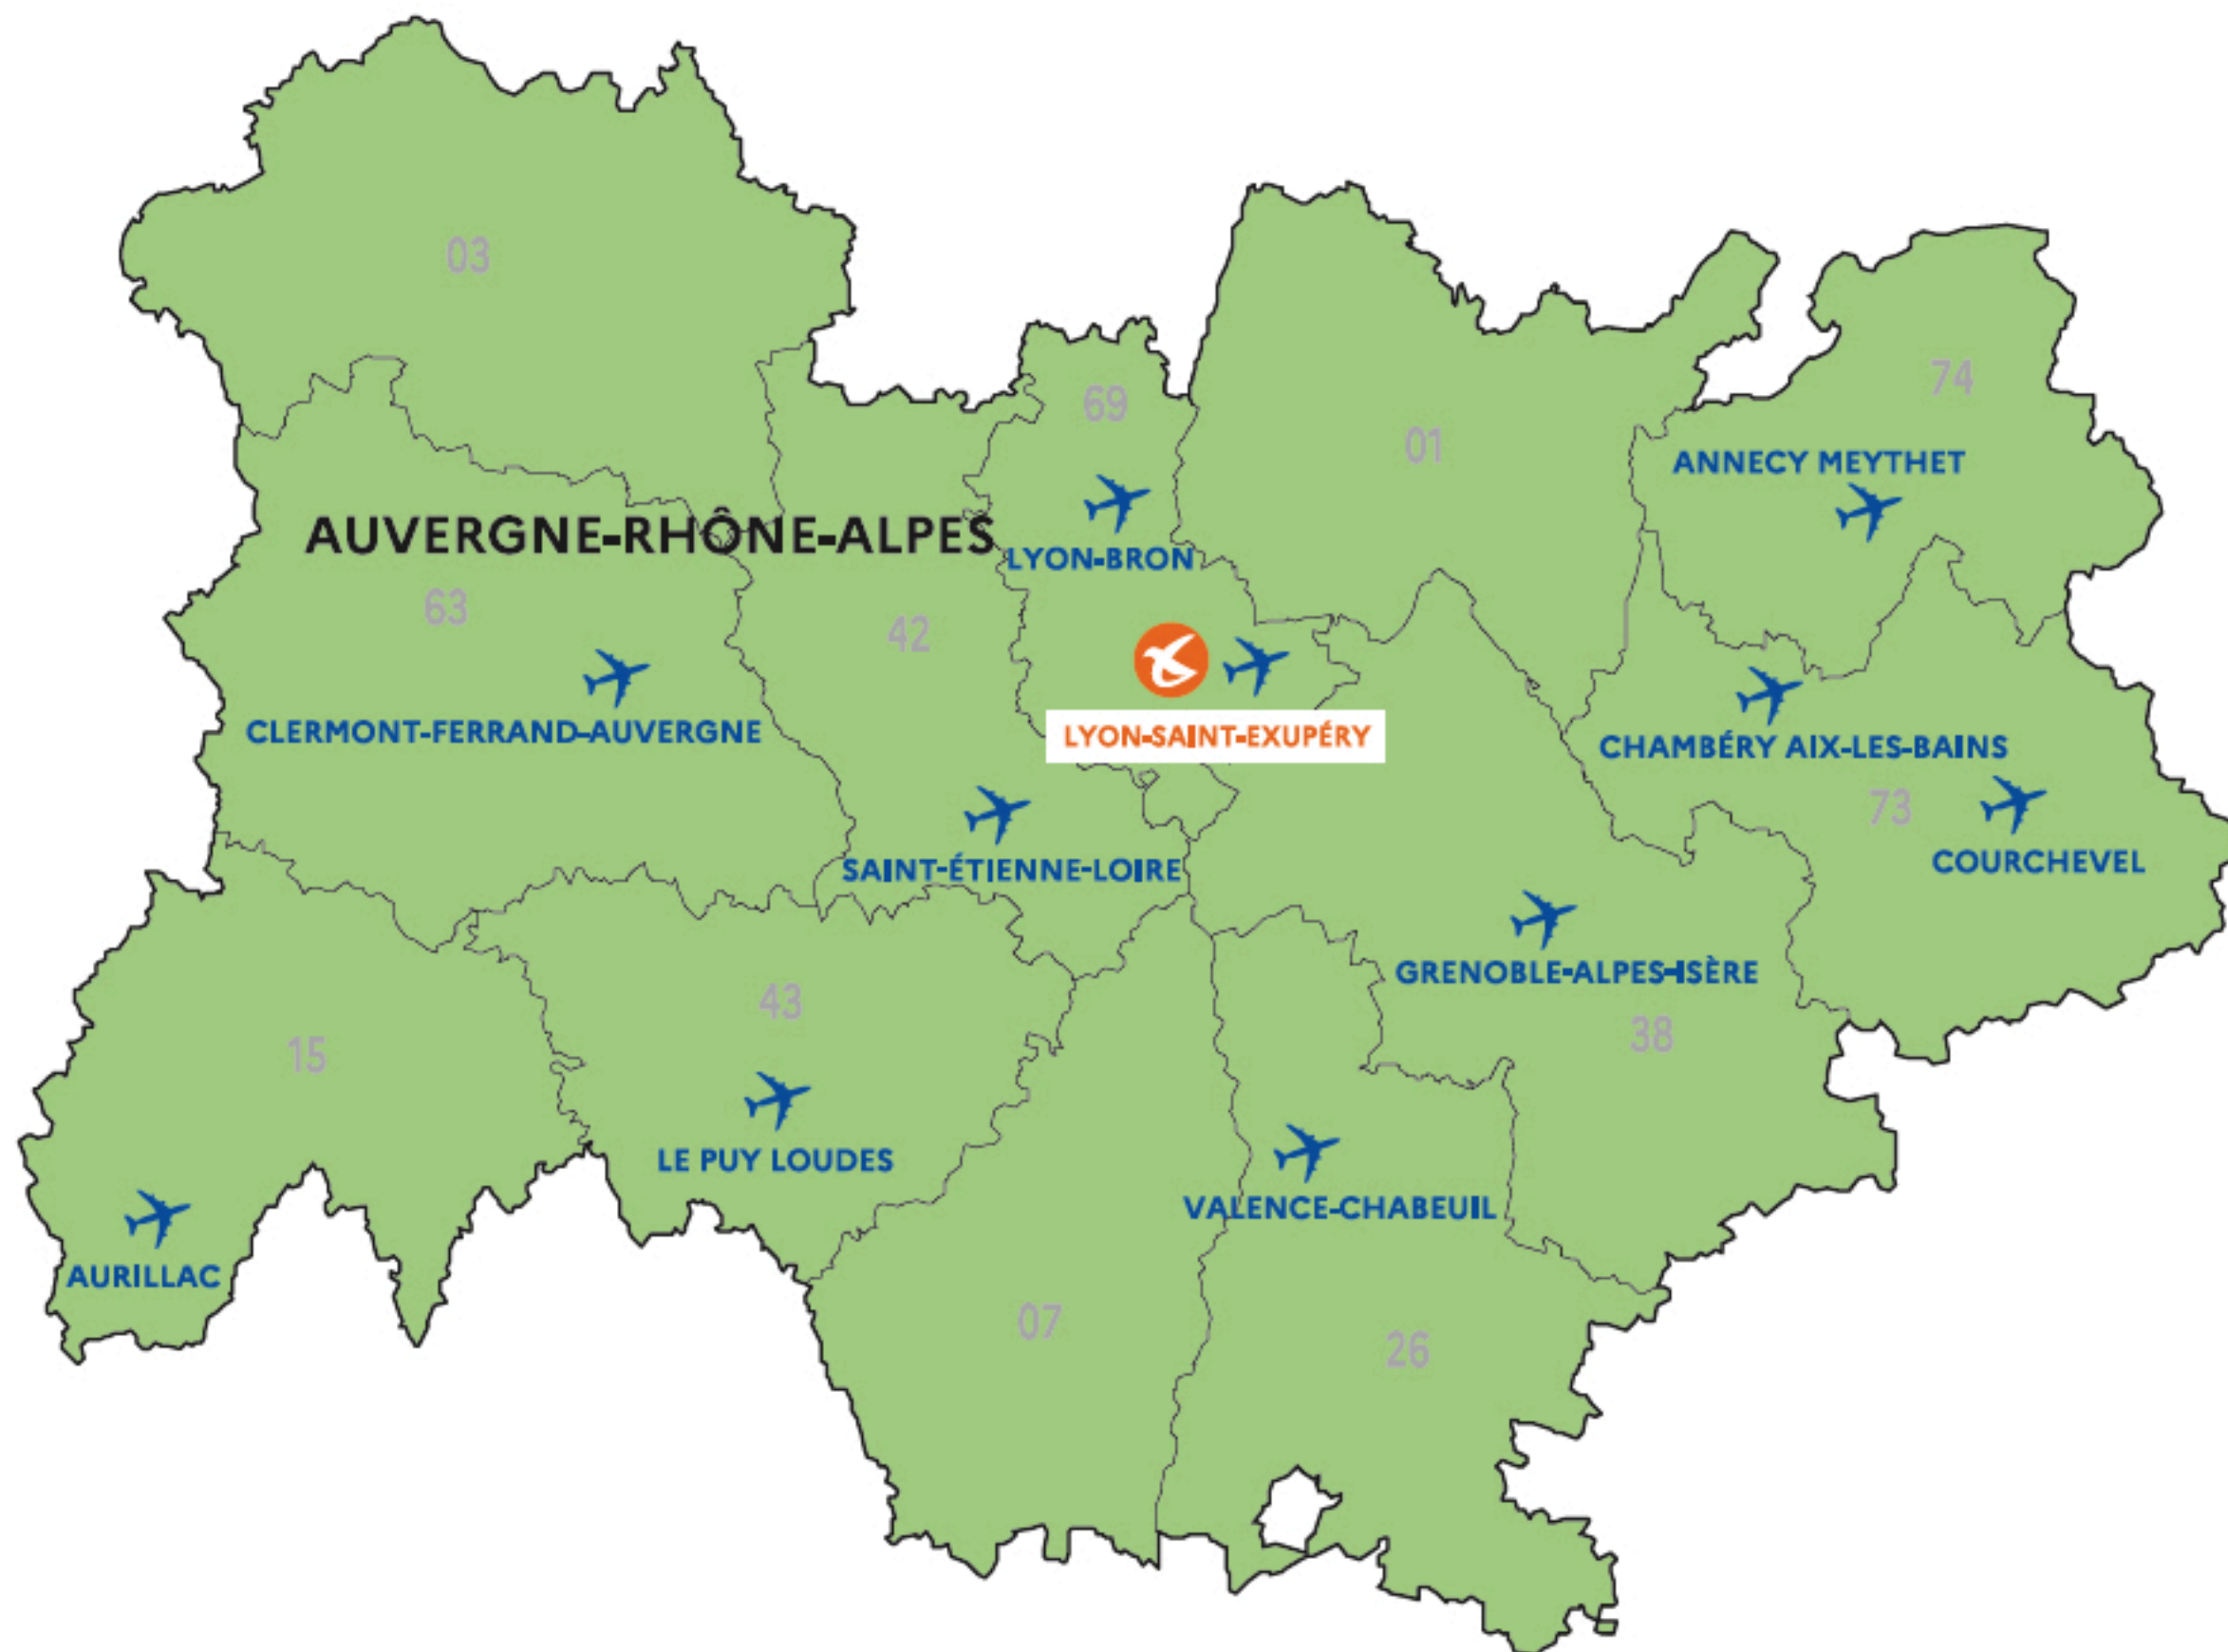 03
69
74
01
ANNECY MEYTHET
AUVERGNE-RHÔNE-ALPES
LYON-BRON
63
42
CLERMONT-FERRAND-AUVERGNE
LYON-SAINT-EXUPÉRY
CHAMBÉRY AIX-LES-BAINS
73
SAINT-ÉTIENNE-LOIRE
COURCHEVEL
GRENOBLE-ALPES-ISÈRE
43
38
15
LE PUY LOUDES
VALENCE-CHABEUIL
AURILLAC
07
26